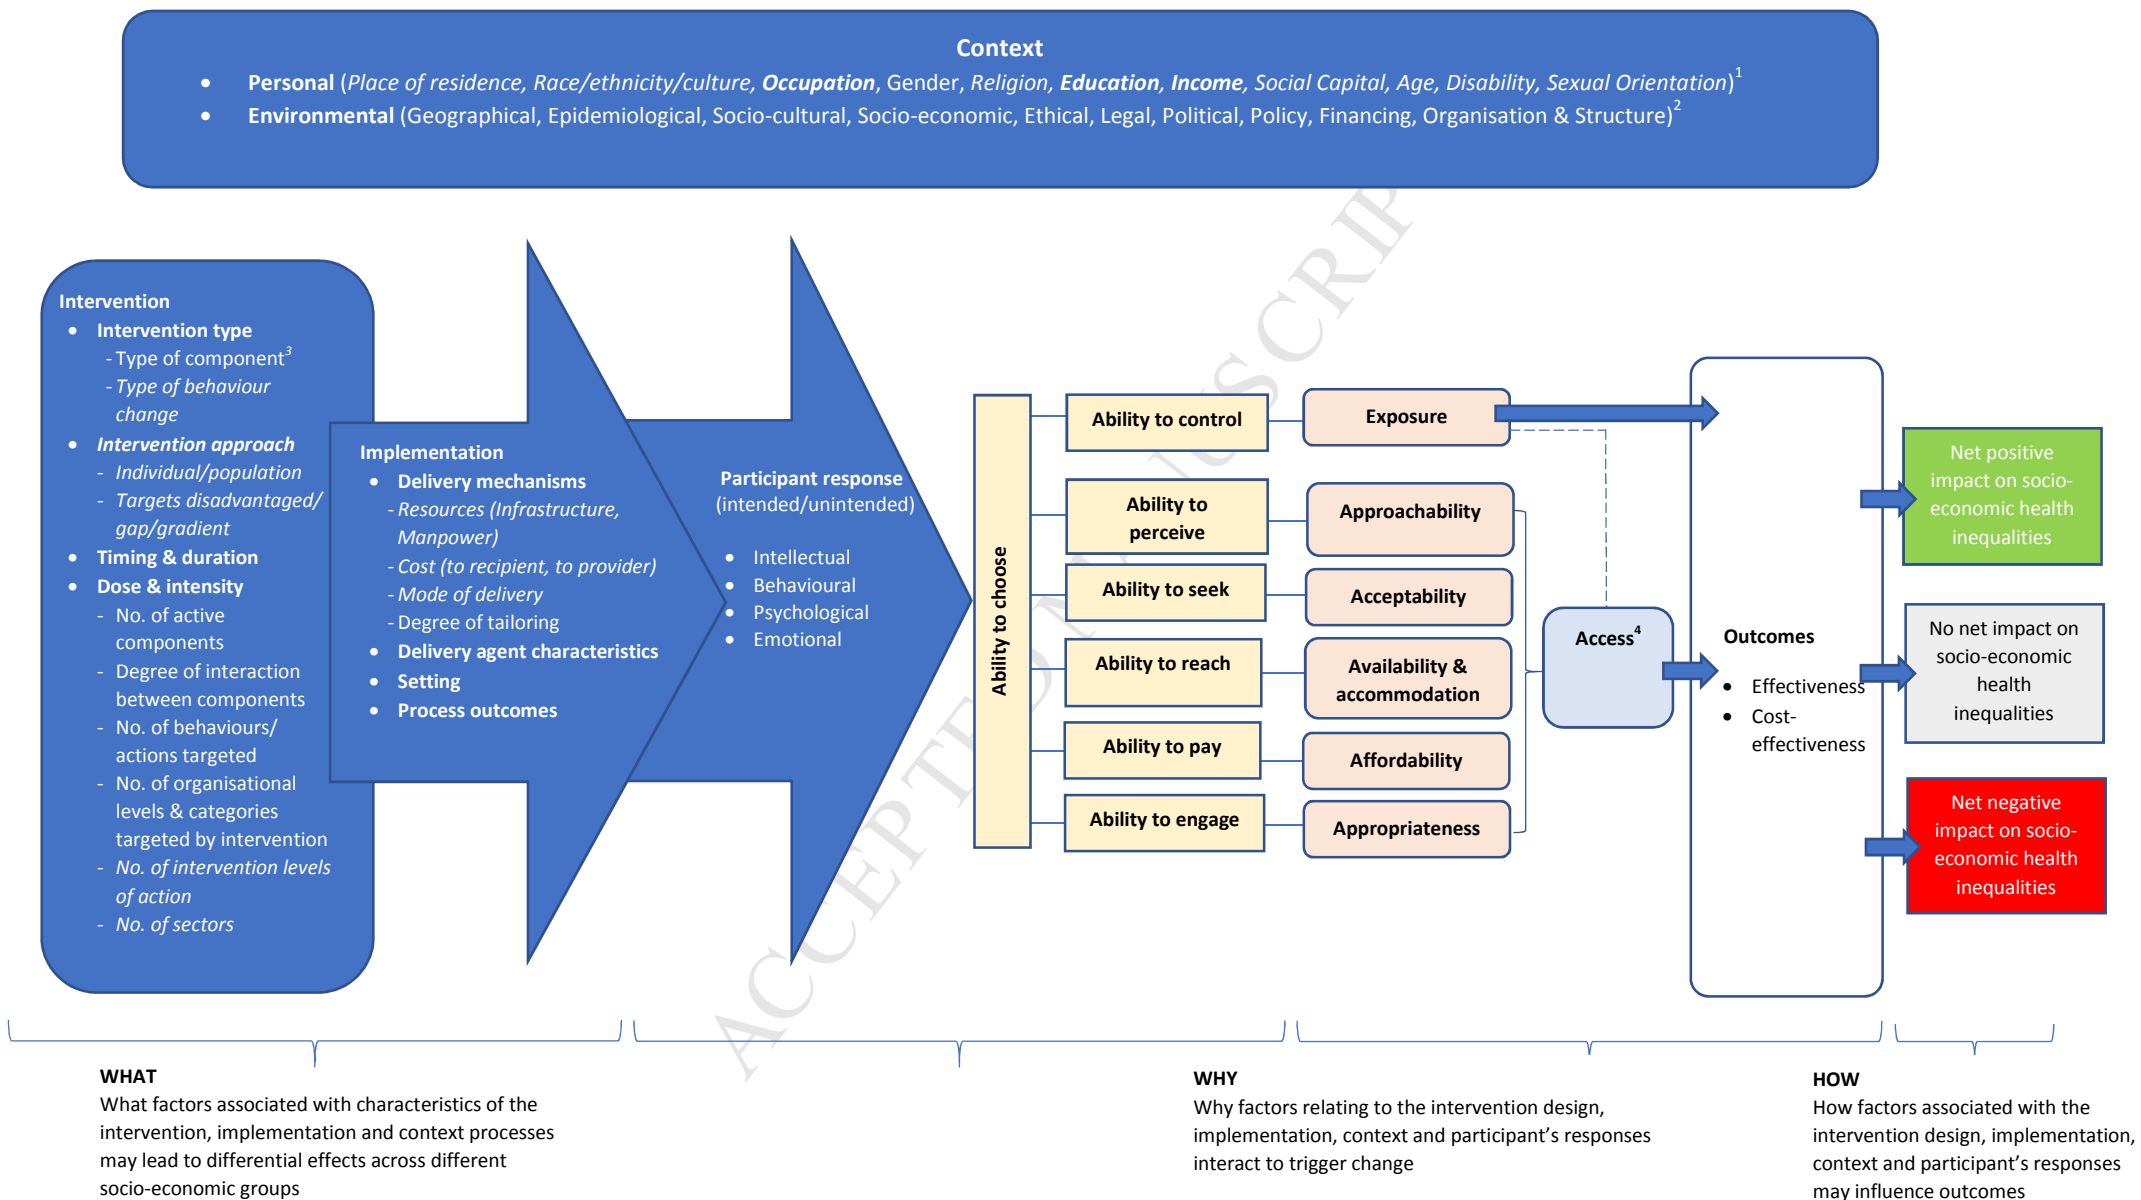 Context
• Personal (Place of residence, Race/ethnicity/culture, Occupation, Gender, Religion, Education, Income, Social Capital, Age, Disability, Sexual Orientation)1
• Environmental (Geographical, Epidemiological, Socio-cultural, Socio-economic, Ethical, Legal, Political, Policy, Financing, Organisation & Structure)2
Intervention
• Intervention type
- Type of component3
- Type of behaviour
change
• Intervention approach
- Individual/population
- Targets disadvantaged/
gap/gradient
• Timing & duration
• Dose & intensity
- No. of active
components
- Degree of interaction
between components
- No. of behaviours/
actions targeted
- No. of organisational
levels & categories
targeted by intervention
- No. of intervention levels
of action
- No. of sectors
Implementation
• Delivery mechanisms
- Resources (Infrastructure,
Manpower)
- Cost (to recipient, to provider)
- Mode of delivery
- Degree of tailoring
• Delivery agent characteristics
• Setting
• Process outcomes
Participant response
(intended/unintended)
• Intellectual
• Behavioural
• Psychological
• Emotional
Ability to choose
Ability to control
Ability to
perceive
Ability to seek
Ability to reach
Ability to pay
Ability to engage
Exposure
Approachability
Acceptability
Availability &
accommodation
Affordability
Appropriateness
Access4
Outcomes
• Effectiveness
• Cost-
effectiveness
Net positive
impact on socio-
economic health
inequalities
No net impact on
socio-economic
health
inequalities
Net negative
impact on socio-
economic health
inequalities
ACCEPTED MANUSCRIPT
WHAT
What factors associated with characteristics of the
intervention, implementation and context processes
may lead to differential effects across different
socio-economic groups
WHY
Why factors relating to the intervention design,
implementation, context and participant's responses
interact to trigger change
HOW
How factors associated with the
intervention design, implementation,
context and participant's responses
may influence outcomes